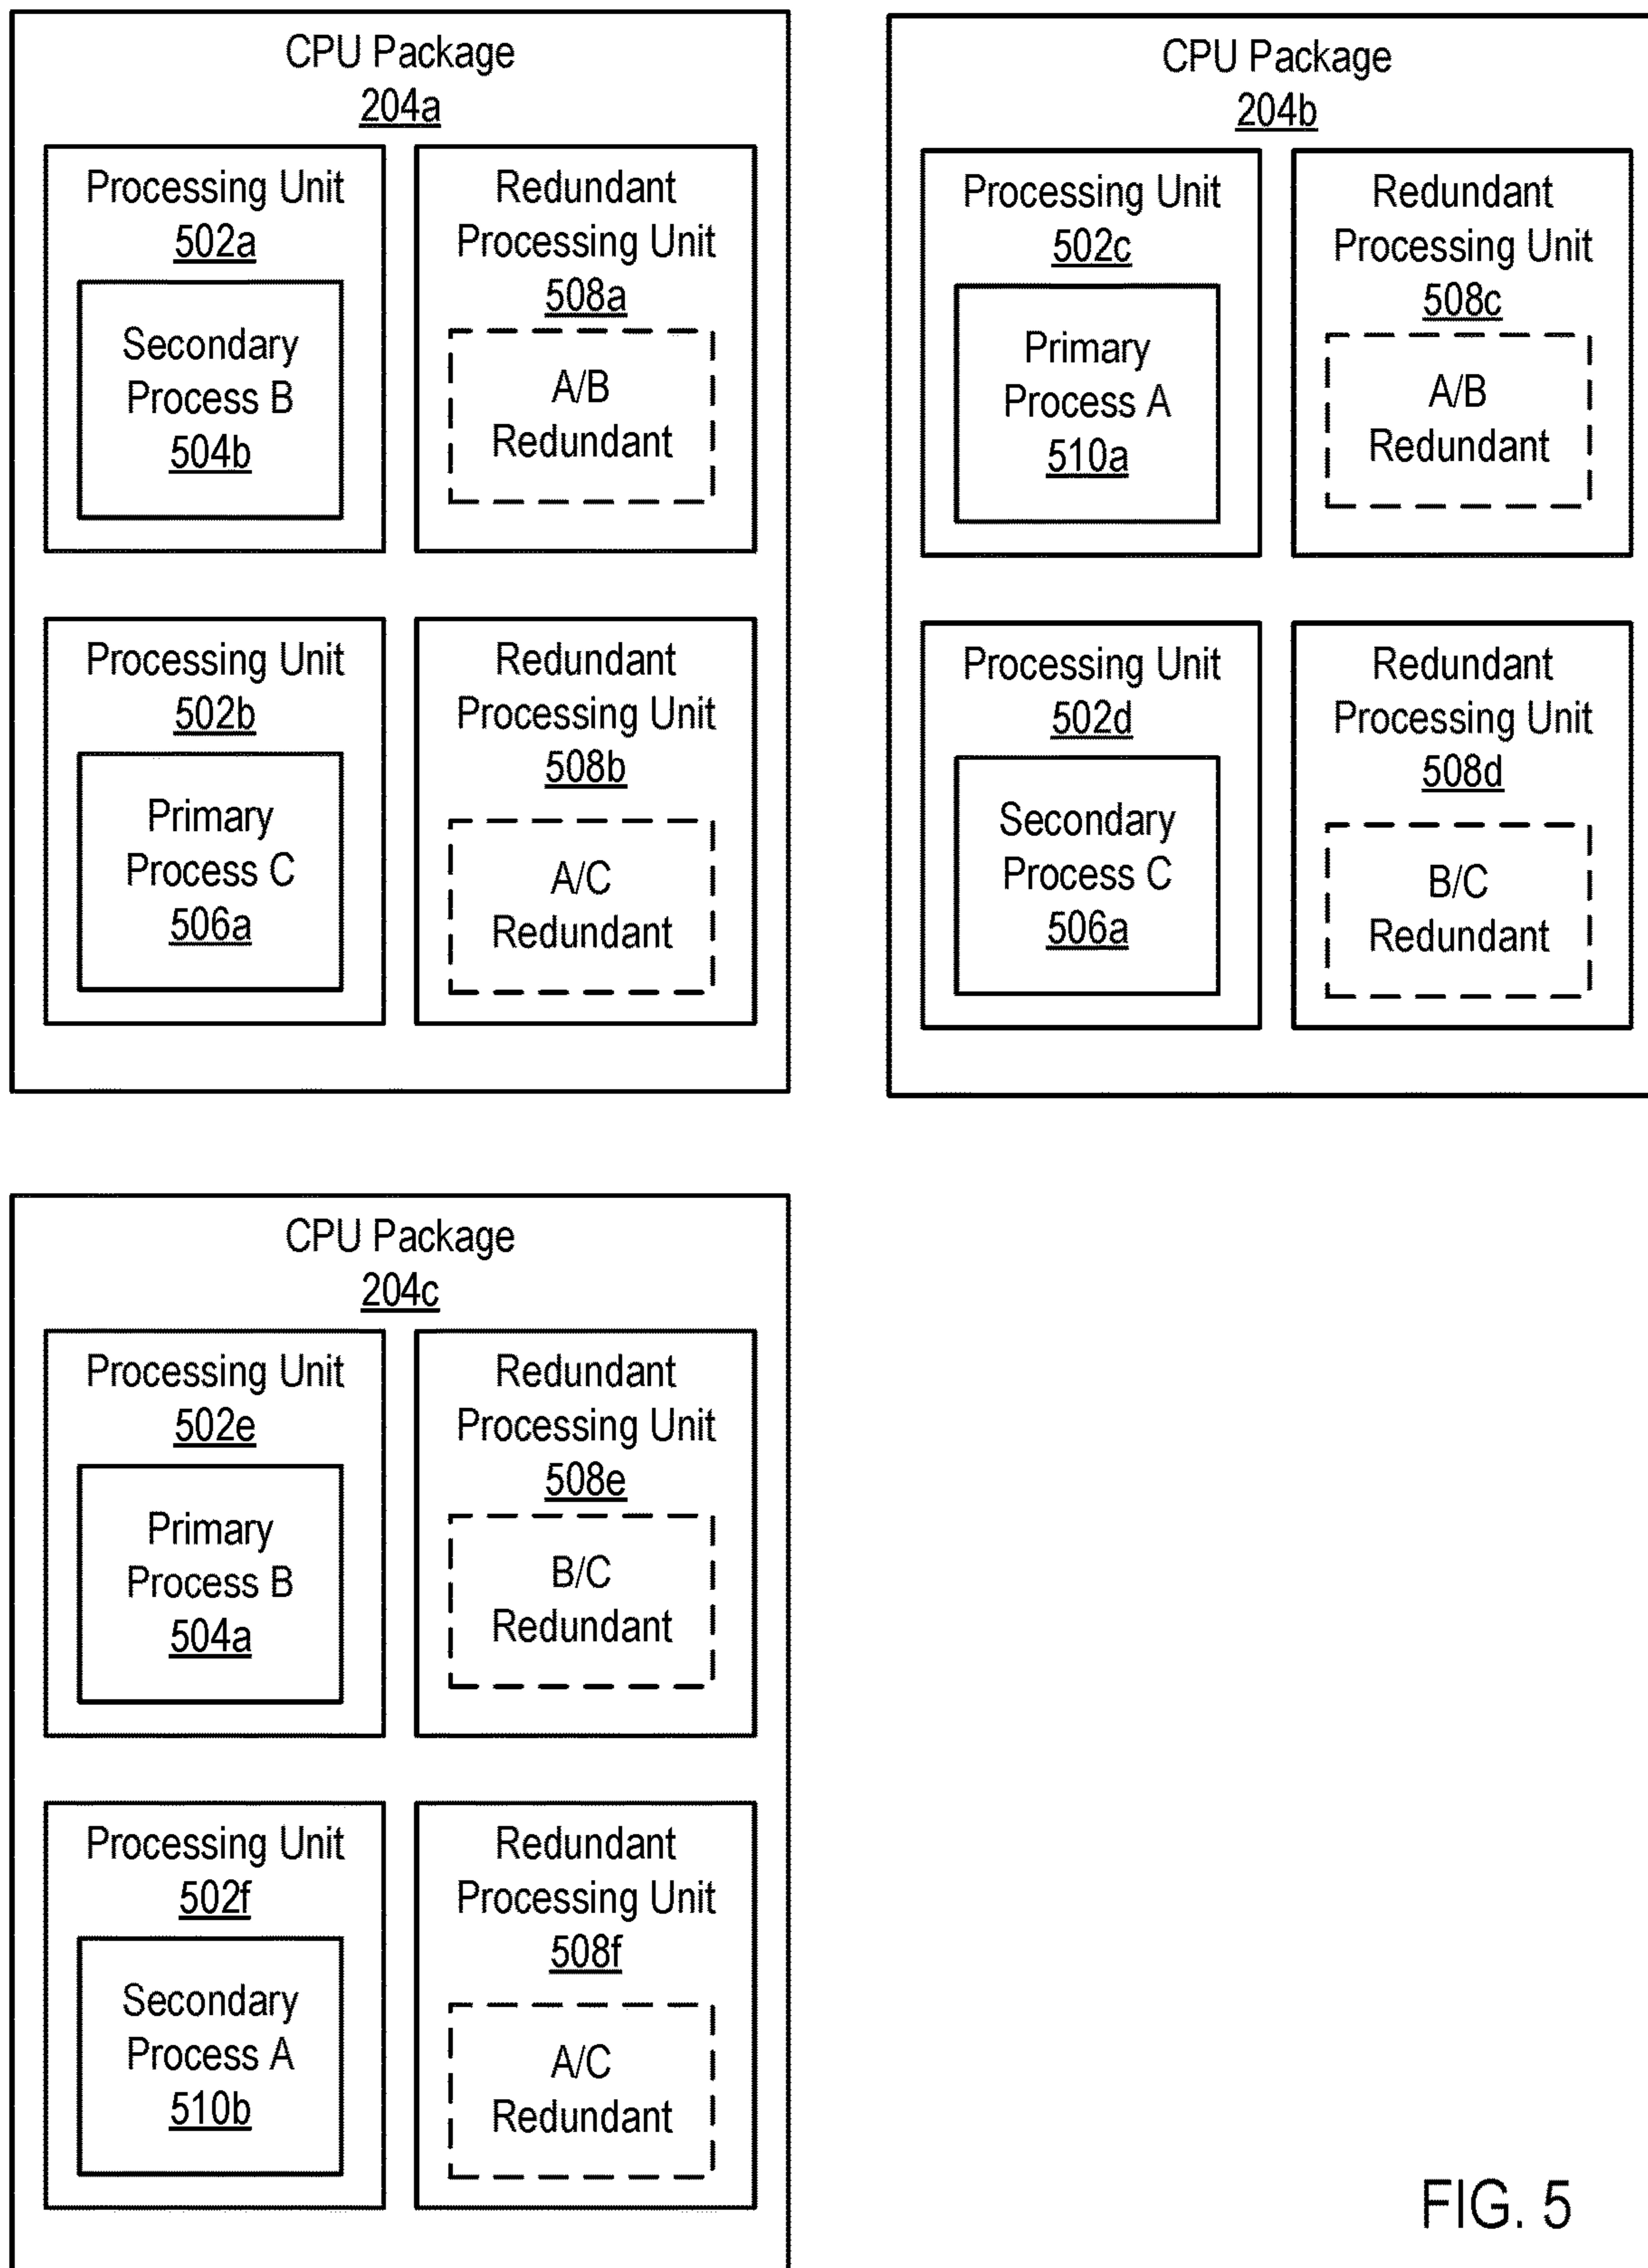 CPU Package
204a
Processing Unit
502a
Secondary
Process B
504b
Redundant
Processing Unit
508a
A/B
Redundant
Processing Unit
502b
Primary
Process C
506a
Redundant
Processing Unit
508b
A/C
Redundant
CPU Package
204b
Processing Unit
502c
Primary
Process A
510a
Redundant
Processing Unit
508c
A/B
Redundant
Processing Unit
502d
Secondary
Process C
506a
Redundant
Processing Unit
508d
B/C
Redundant
CPU Package
204c
Processing Unit
502e
Primary
Process B
504a
Redundant
Processing Unit
508e
B/C
Redundant
Processing Unit
502f
Secondary
Process A
510b
Redundant
Processing Unit
508f
A/C
Redundant
FIG. 5